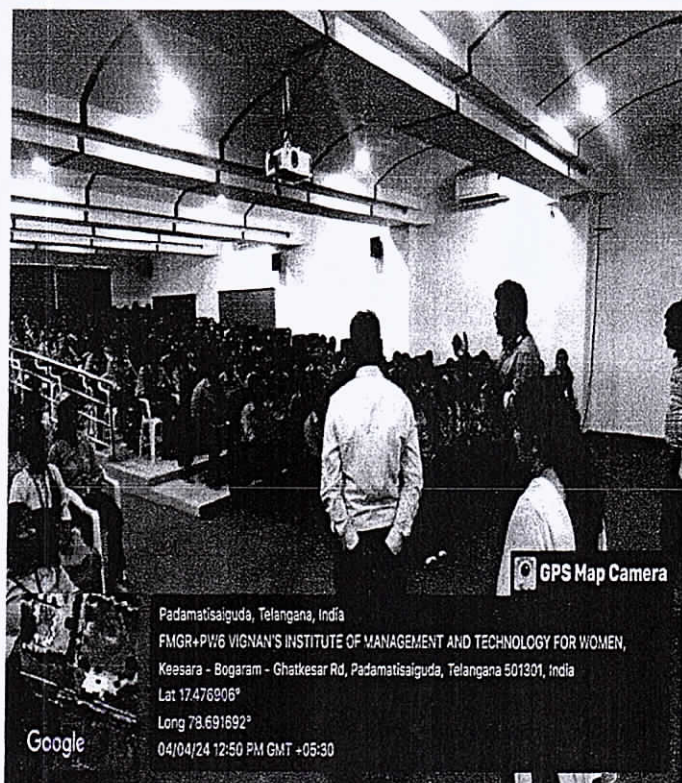 GPS Map Camera
Padamatisaiguda, Telangana, India
FMGR+PW6 VIGNAN'S INSTITUTE OF MANAGEMENT AND TECHNOLOGY FOR WOMEN,
Keesara - Bogaram - Ghatkesar Rd, Padamatisaiguda, Telangana 501301, India
Lat 17.476906°
Long 78.691692°
04/04/24 12:50 PM GMT +05:30
Google